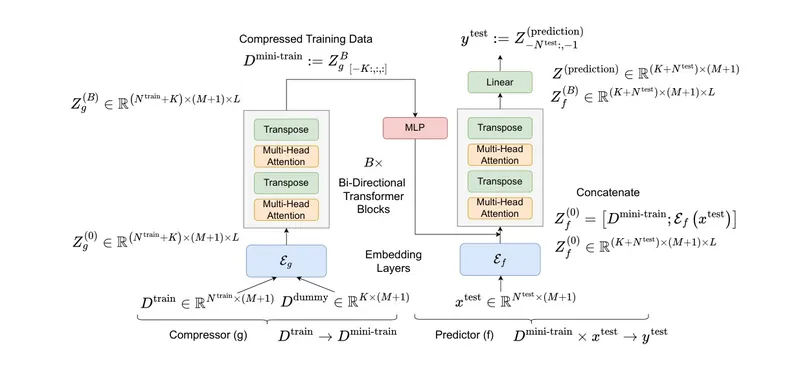 Compressed Training Data
D^{mini-train} := Z_g^B_{[-K:,:,:]}
y^{test} := Z^{(prediction)}_{-N^{test}:,-1}
Linear
Z^{(prediction)} ∈ ℝ^{(K+N^{test})×(M+1)}
Z_f^{(B)} ∈ ℝ^{(K+N^{test})×(M+1)×L}
Z_g^{(B)} ∈ ℝ^{(N^{train}+K)×(M+1)×L}
Transpose
Multi-Head
Attention
Transpose
Multi-Head
Attention
MLP
B×
Bi-Directional
Transformer
Blocks
Transpose
Multi-Head
Attention
Transpose
Multi-Head
Attention
Concatenate
Z_f^{(0)} = [D^{mini-train}; ℰ_f(x^{test})]
Z_f^{(0)} ∈ ℝ^{(K+N^{test})×(M+1)×L}
Z_g^{(0)} ∈ ℝ^{(N^{train}+K)×(M+1)×L}
ℰ_g
Embedding
Layers
ℰ_f
D^{train} ∈ ℝ^{N^{train}×(M+1)} D^{dummy} ∈ ℝ^{K×(M+1)}
x^{test} ∈ ℝ^{N^{test}×(M+1)}
Compressor (g) D^{train} → D^{mini-train}
Predictor (f) D^{mini-train} × x^{test} → y^{test}